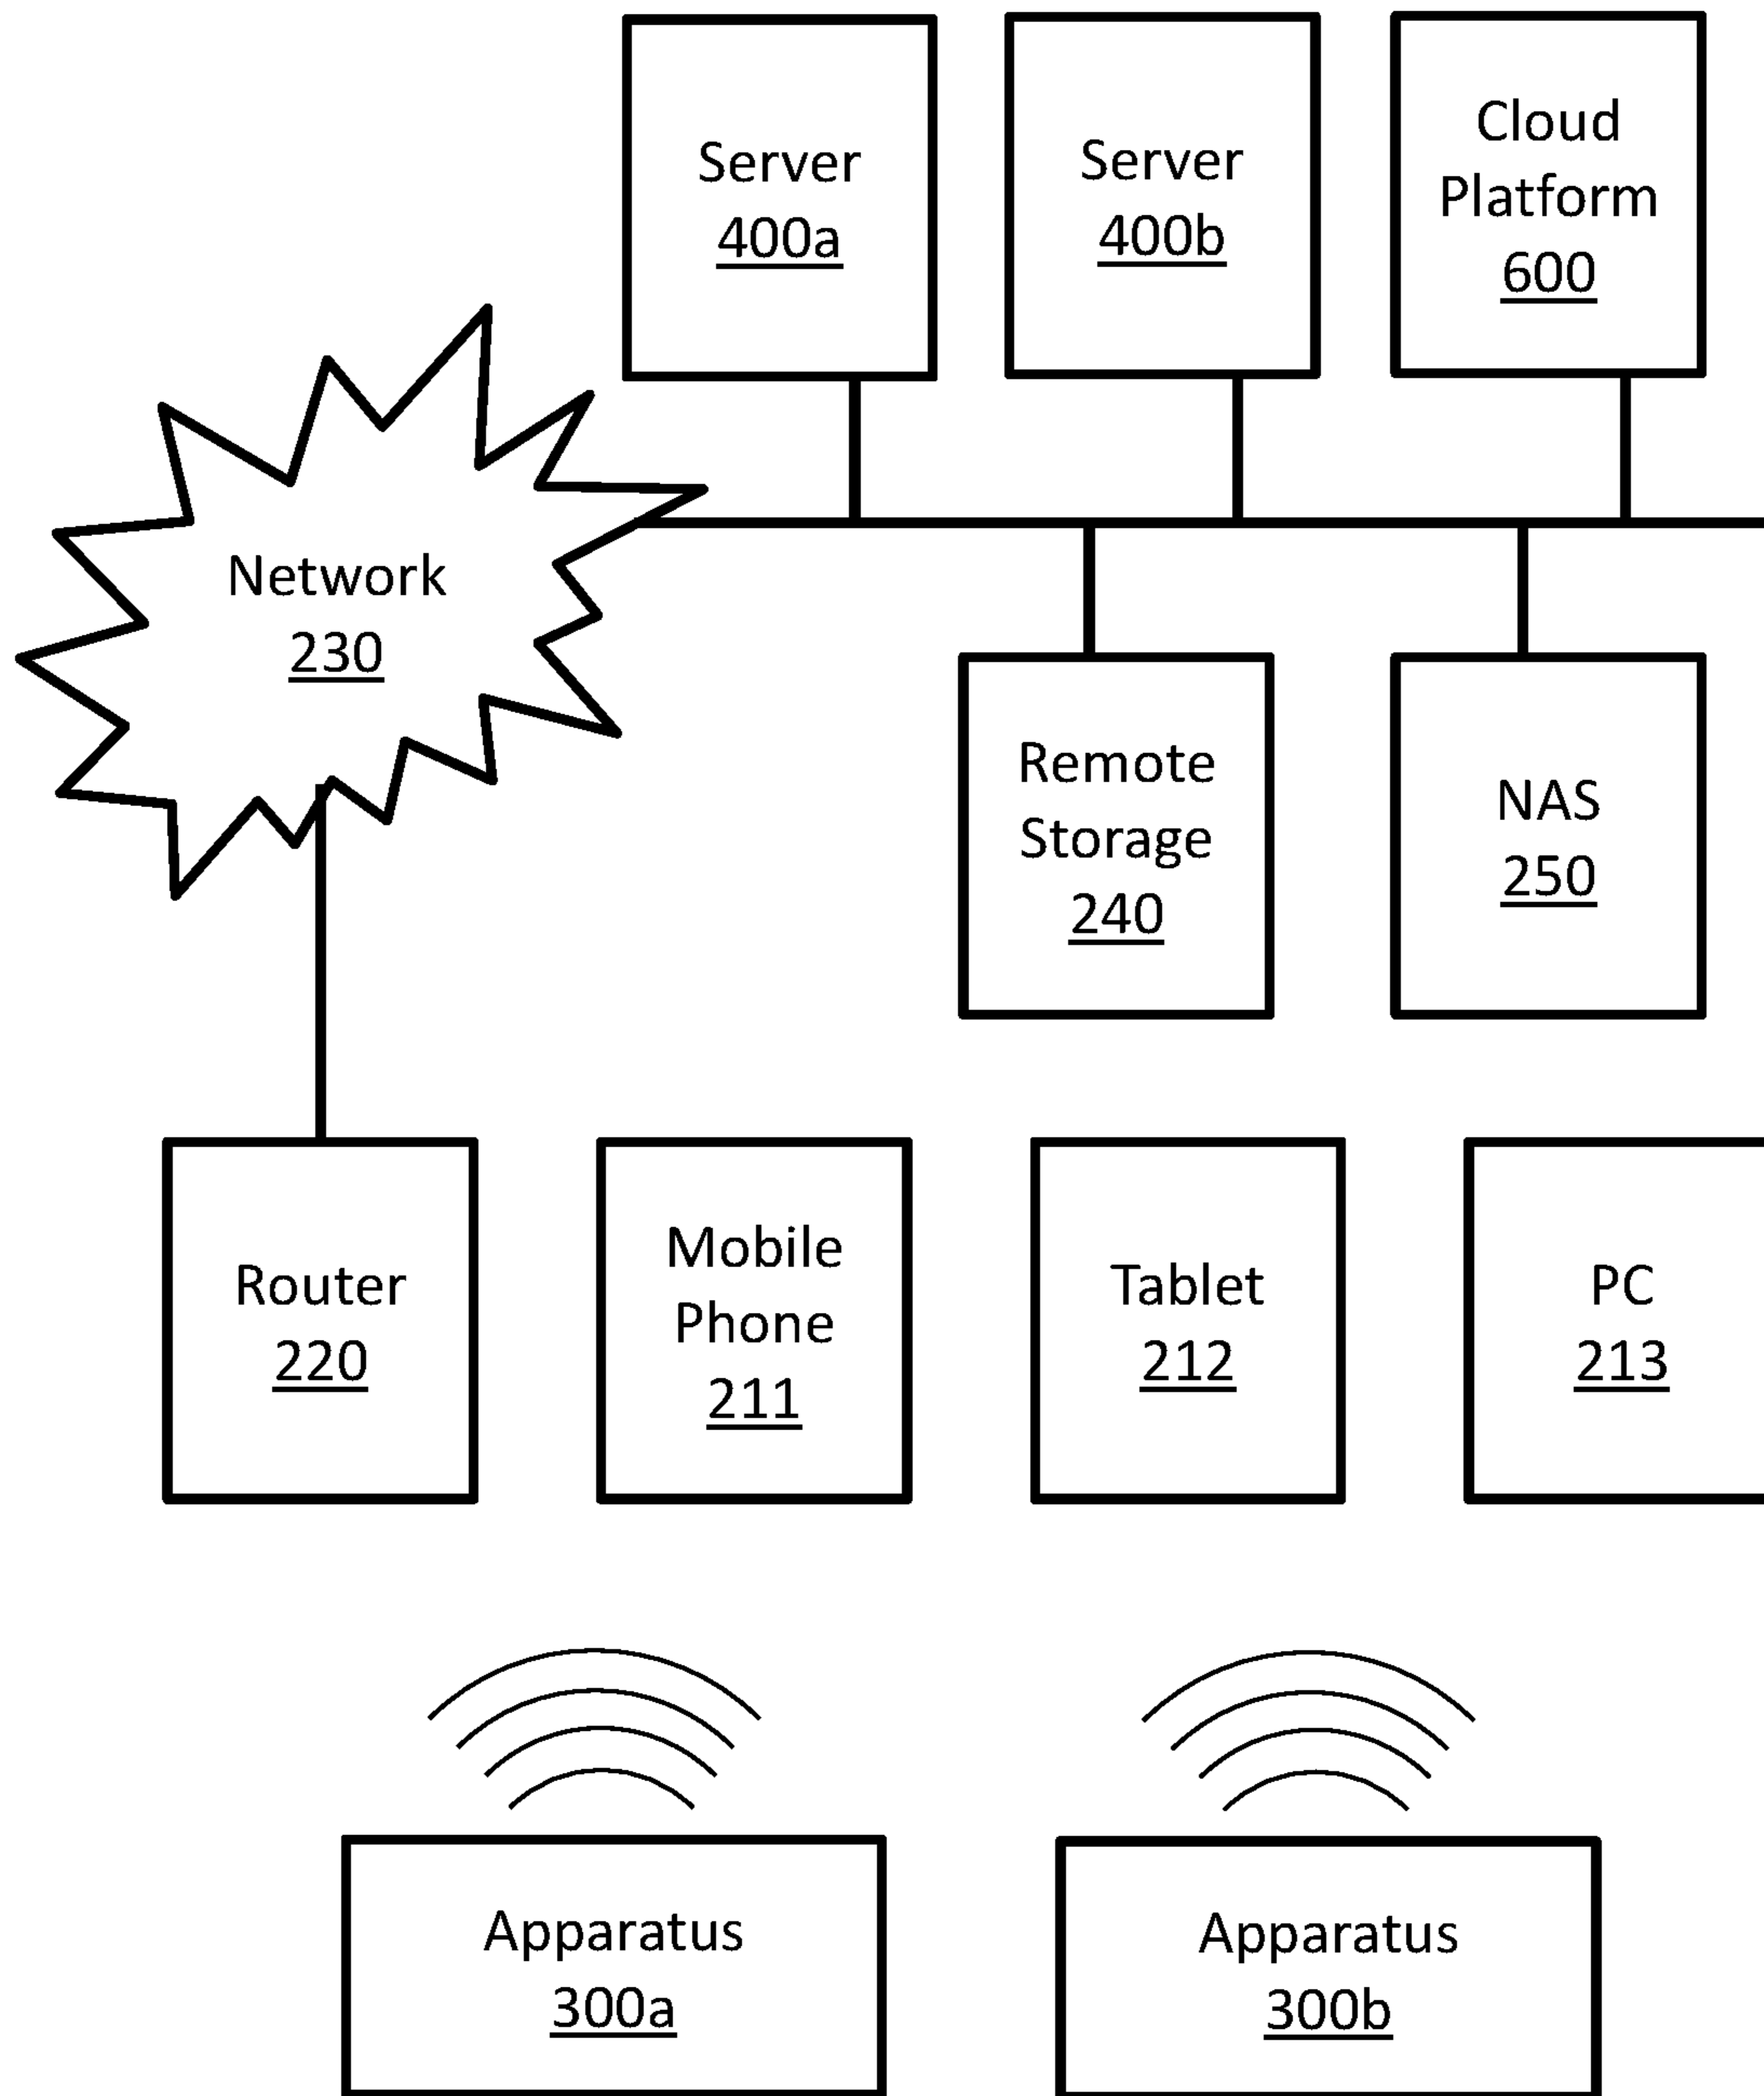 Server
400a
Server
400b
Cloud
Platform
600
Network
230
Remote
Storage
240
NAS
250
Router
220
Mobile
Phone
211
Tablet
212
PC
213
Apparatus
300a
Apparatus
300b